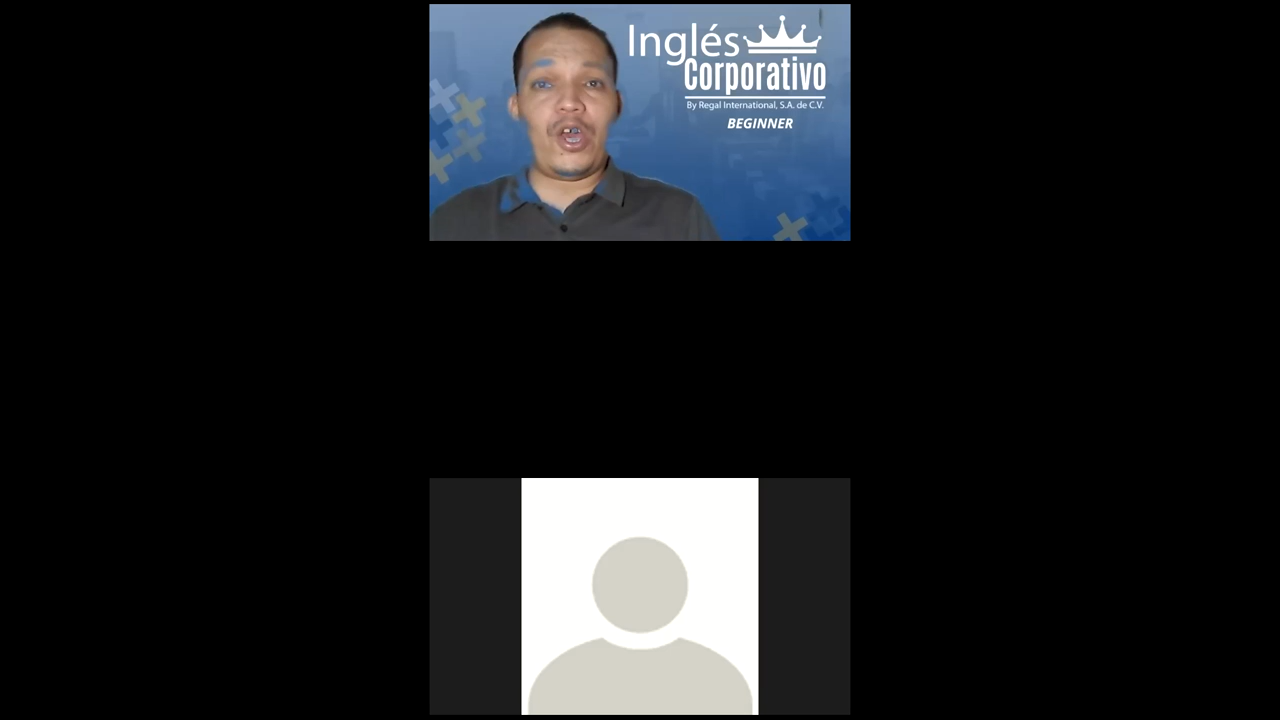 Inglés
Corporativo
By Regal International, S.A. de C.V.
BEGINNER